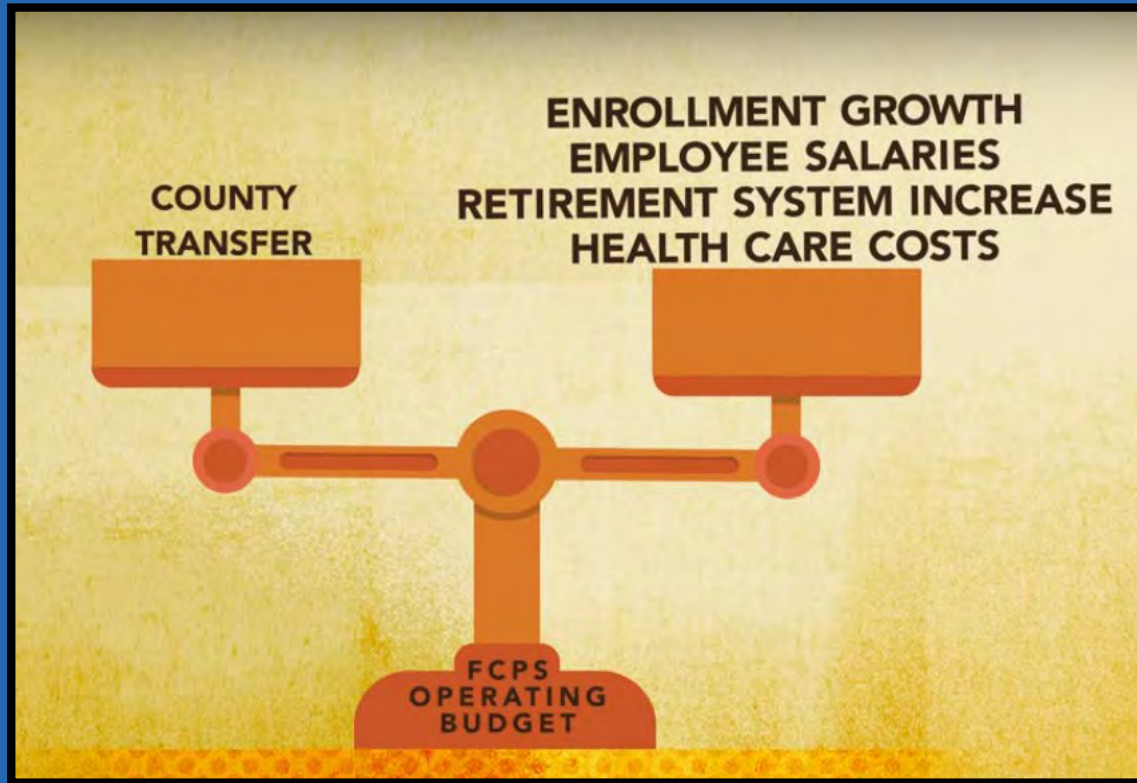 COUNTY
TRANSFER
ENROLLMENT GROWTH
EMPLOYEE SALARIES
RETIREMENT SYSTEM INCREASE
HEALTH CARE COSTS
FCPS
OPERATING
BUDGET